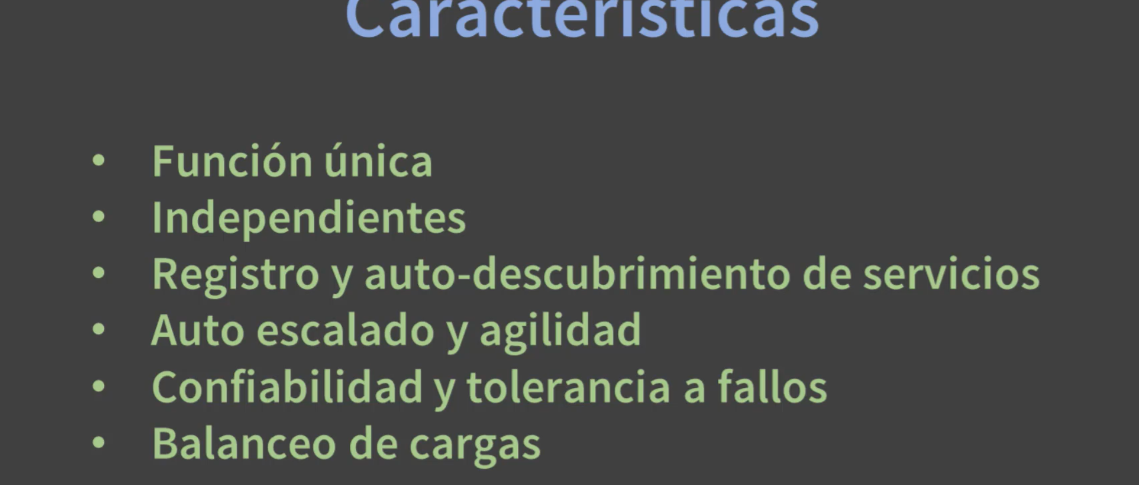 Características
• Función única
• Independientes
• Registro y auto-descubrimiento de servicios
• Auto escalado y agilidad
• Confiabilidad y tolerancia a fallos
• Balanceo de cargas